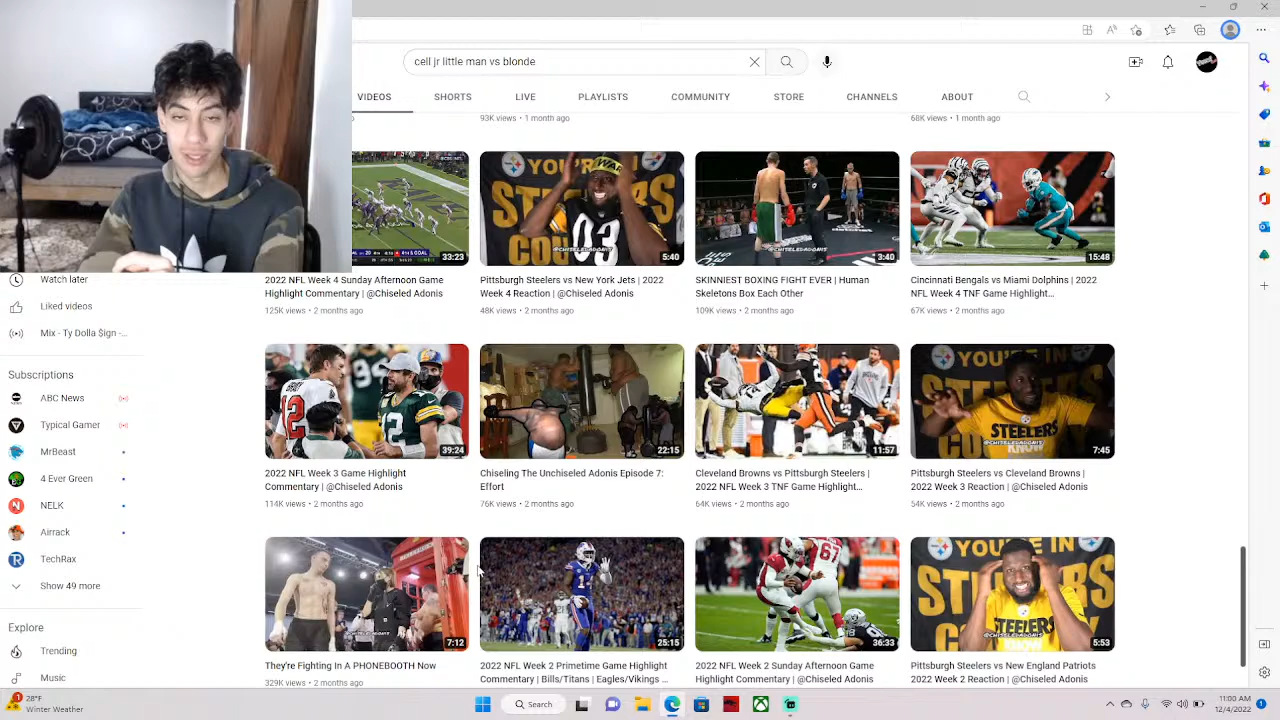 cell jr little man vs blonde
VIDEOS SHORTS LIVE PLAYLISTS COMMUNITY STORE CHANNELS ABOUT
93K views • 1 month ago
68K views • 1 month ago
33:23
5:40
3:40
15:48
@CHISELEDADONIS
@CHISELEDADONIS
2022 NFL Week 4 Sunday Afternoon Game
Highlight Commentary | @Chiseled Adonis
125K views • 2 months ago
Pittsburgh Steelers vs New York Jets | 2022
Week 4 Reaction | @Chiseled Adonis
48K views • 2 months ago
SKINNIEST BOXING FIGHT EVER | Human
Skeletons Box Each Other
109K views • 2 months ago
Cincinnati Bengals vs Miami Dolphins | 2022
NFL Week 4 TNF Game Highlight...
67K views • 2 months ago
39:24
22:15
11:57
STEELERS
@CHISELEDADONIS
7:45
2022 NFL Week 3 Game Highlight
Commentary | @Chiseled Adonis
114K views • 2 months ago
Chiseling The Unchiseled Adonis Episode 7:
Effort
76K views • 2 months ago
Cleveland Browns vs Pittsburgh Steelers |
2022 NFL Week 3 TNF Game Highlight...
64K views • 2 months ago
Pittsburgh Steelers vs Cleveland Browns |
2022 Week 3 Reaction | @Chiseled Adonis
54K views • 2 months ago
@CHISELEDADONIS
7:12
25:15
36:33
YOU'RE IN
STEELERS
@CHISELEDADONIS
5:53
They're Fighting In A PHONEBOOTH Now
329K views • 2 months ago
2022 NFL Week 2 Primetime Game Highlight
Commentary | Bills/Titans | Eagles/Vikings ...
2022 NFL Week 2 Sunday Afternoon Game
Highlight Commentary | @Chiseled Adonis
Pittsburgh Steelers vs New England Patriots
2022 Week 2 Reaction | @Chiseled Adonis
Watch later
Liked videos
Mix - Ty Dolla $ign -...
Subscriptions
ABC News
Typical Gamer
MrBeast
4 Ever Green
NELK
Airrack
TechRax
Show 49 more
Explore
Trending
Music
28°F
Winter Weather
Search
11:00 AM
12/4/2022
adidas